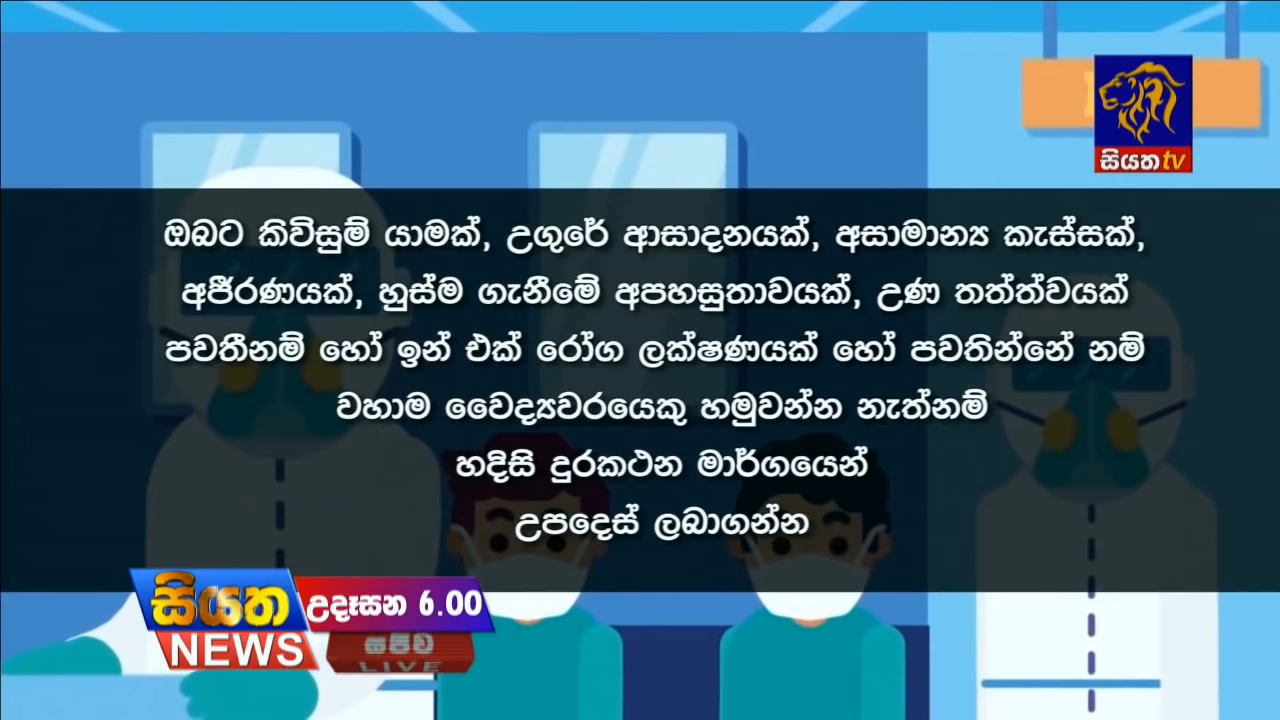 සියත tv
ඔබට කිවිසුම් යාමක්, උගුරේ ආසාදනයක්, අසාමාන්‍ය කැස්සක්,
අජීරණයක්, හුස්ම ගැනීමේ අපහසුතාවයක්, උණ තත්ත්වයක්
පවතීනම් හෝ ඉන් එක් රෝග ලක්ෂණයක් හෝ පවතින්නේ නම්
වහාම වෛද්‍යවරයෙකු හමුවන්න නැත්නම්
හදිසි දුරකථන මාර්ගයෙන්
උපදෙස් ලබාගන්න
සියත
NEWS
උදෑසන 6.00
සජීව
LIVE